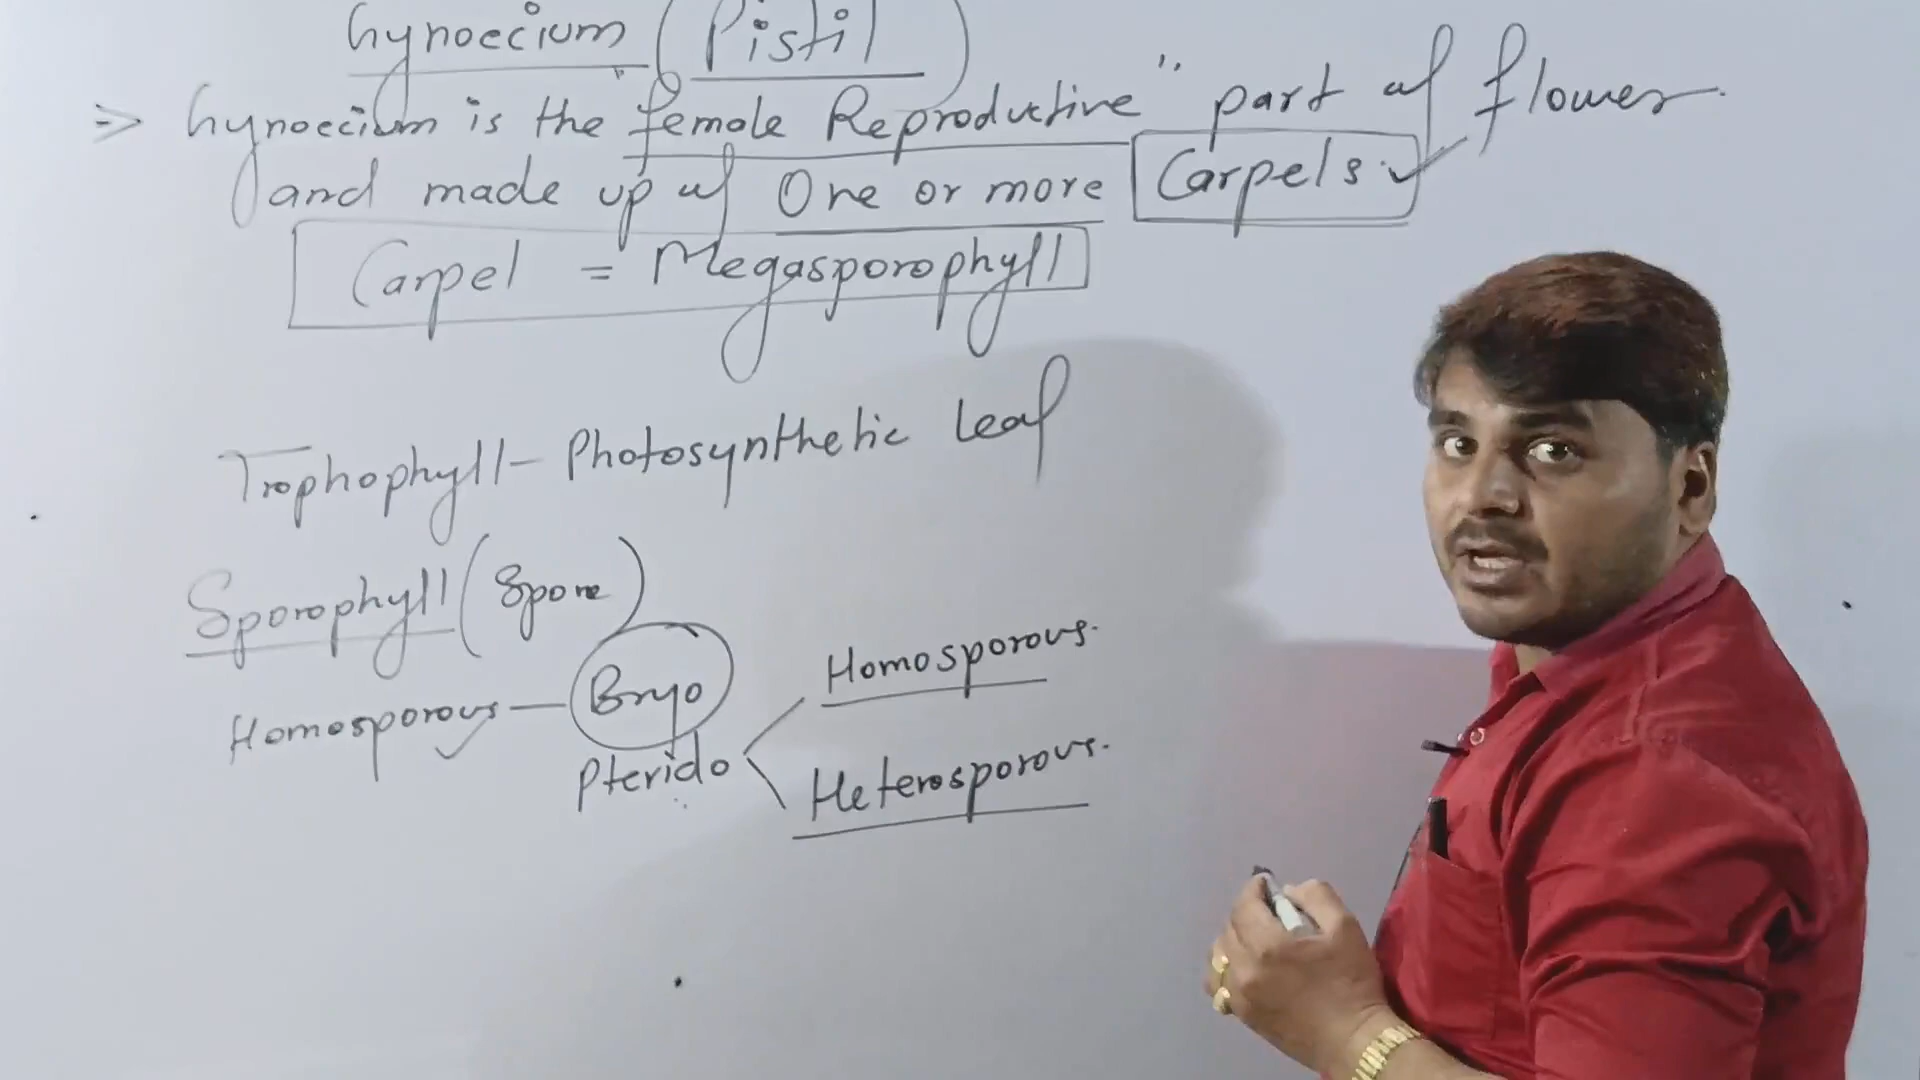 Gynoecium (Pistil)
⇒ Gynoecium is the female Reproductive" part of flower.
and made up of One or more Carpels.
Carpel = Megasporophyll
Trophophyll - Photosynthetic leaf
Sporophyll (Spore)
Homosporous - Bryo
Pterido
Homosporous.
Heterosporous.